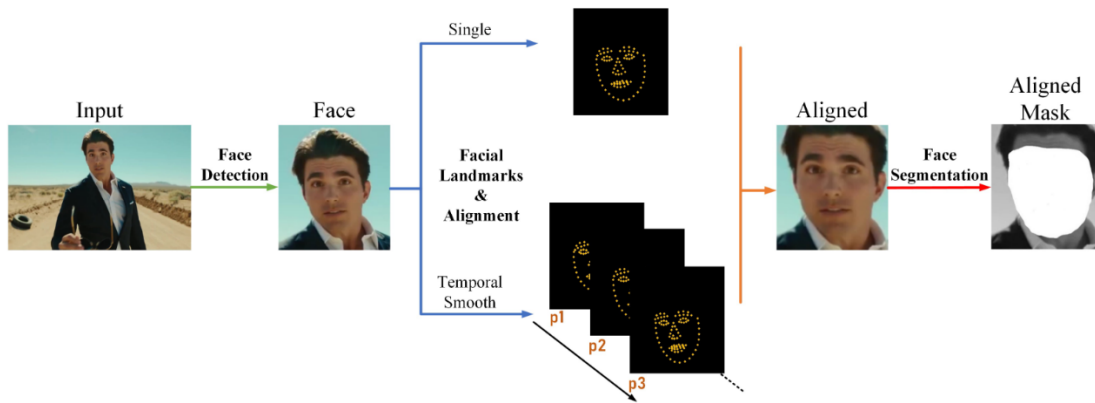 Single
Input
Face
Face
Detection
Facial
Landmarks
&
Alignment
Temporal
Smooth
p1
p2
p3
Aligned
Face
Segmentation
Aligned
Mask